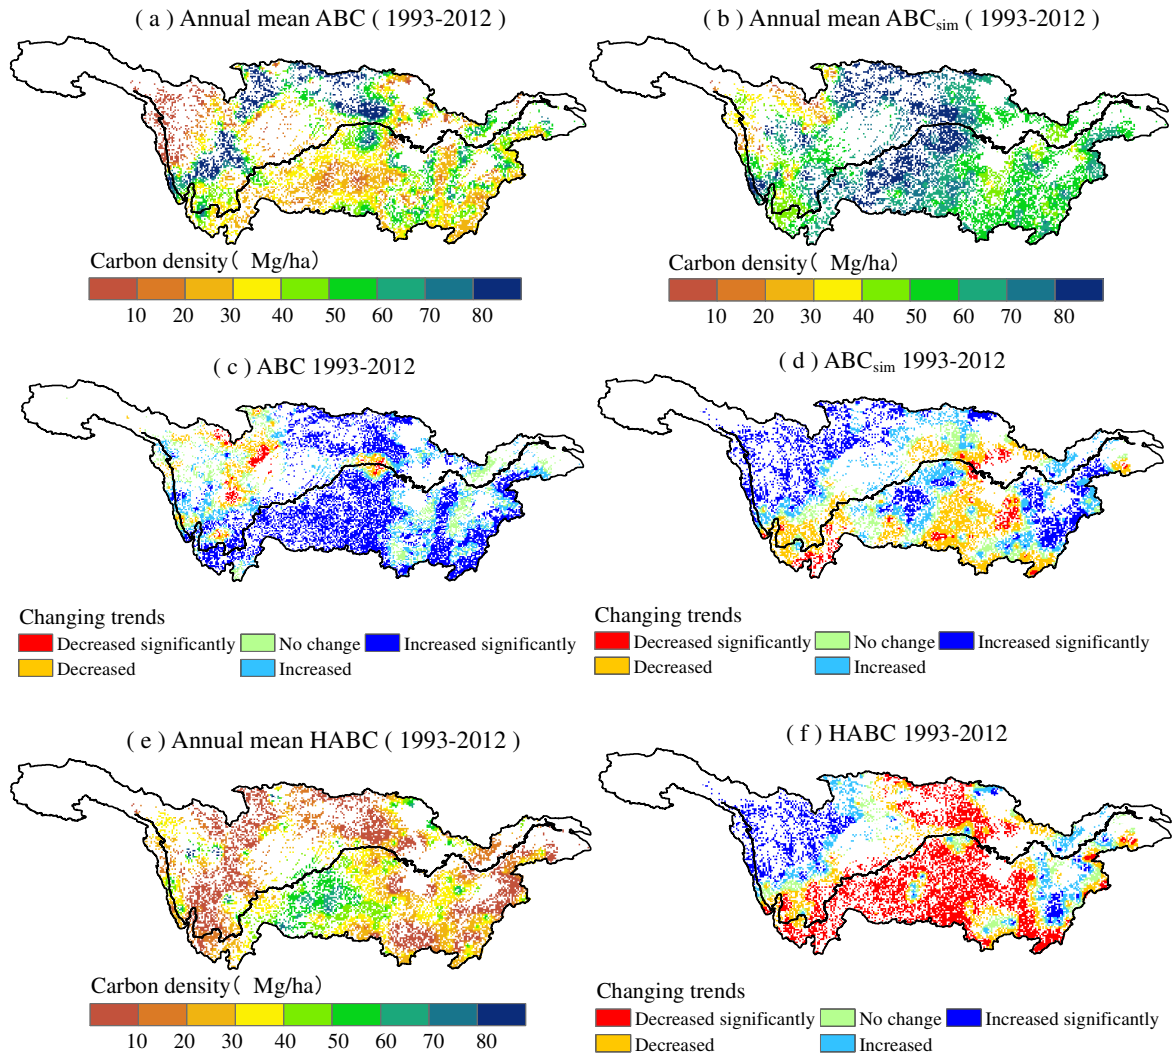 ( a ) Annual mean ABC ( 1993-2012 )
( b ) Annual mean ABCsim ( 1993-2012 )
Carbon density( Mg/ha)
10 20 30 40 50 60 70 80
Carbon density( Mg/ha)
10 20 30 40 50 60 70 80
( c ) ABC 1993-2012
( d ) ABCsim 1993-2012
Changing trends
Decreased significantly No change Increased significantly
Decreased Increased
Changing trends
Decreased significantly No change Increased significantly
Decreased Increased
( e ) Annual mean HABC ( 1993-2012 )
( f ) HABC 1993-2012
Carbon density( Mg/ha)
10 20 30 40 50 60 70 80
Changing trends
Decreased significantly No change Increased significantly
Decreased Increased